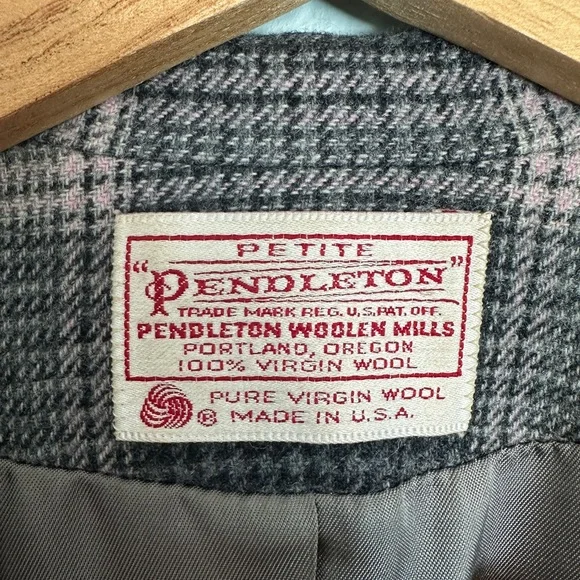 PETITE
"PENDLETON"
TRADE MARK REG. U.S. PAT. OFF.
PENDLETON WOOLEN MILLS
PORTLAND, OREGON
100% VIRGIN WOOL
PURE VIRGIN WOOL
® MADE IN U.S.A.